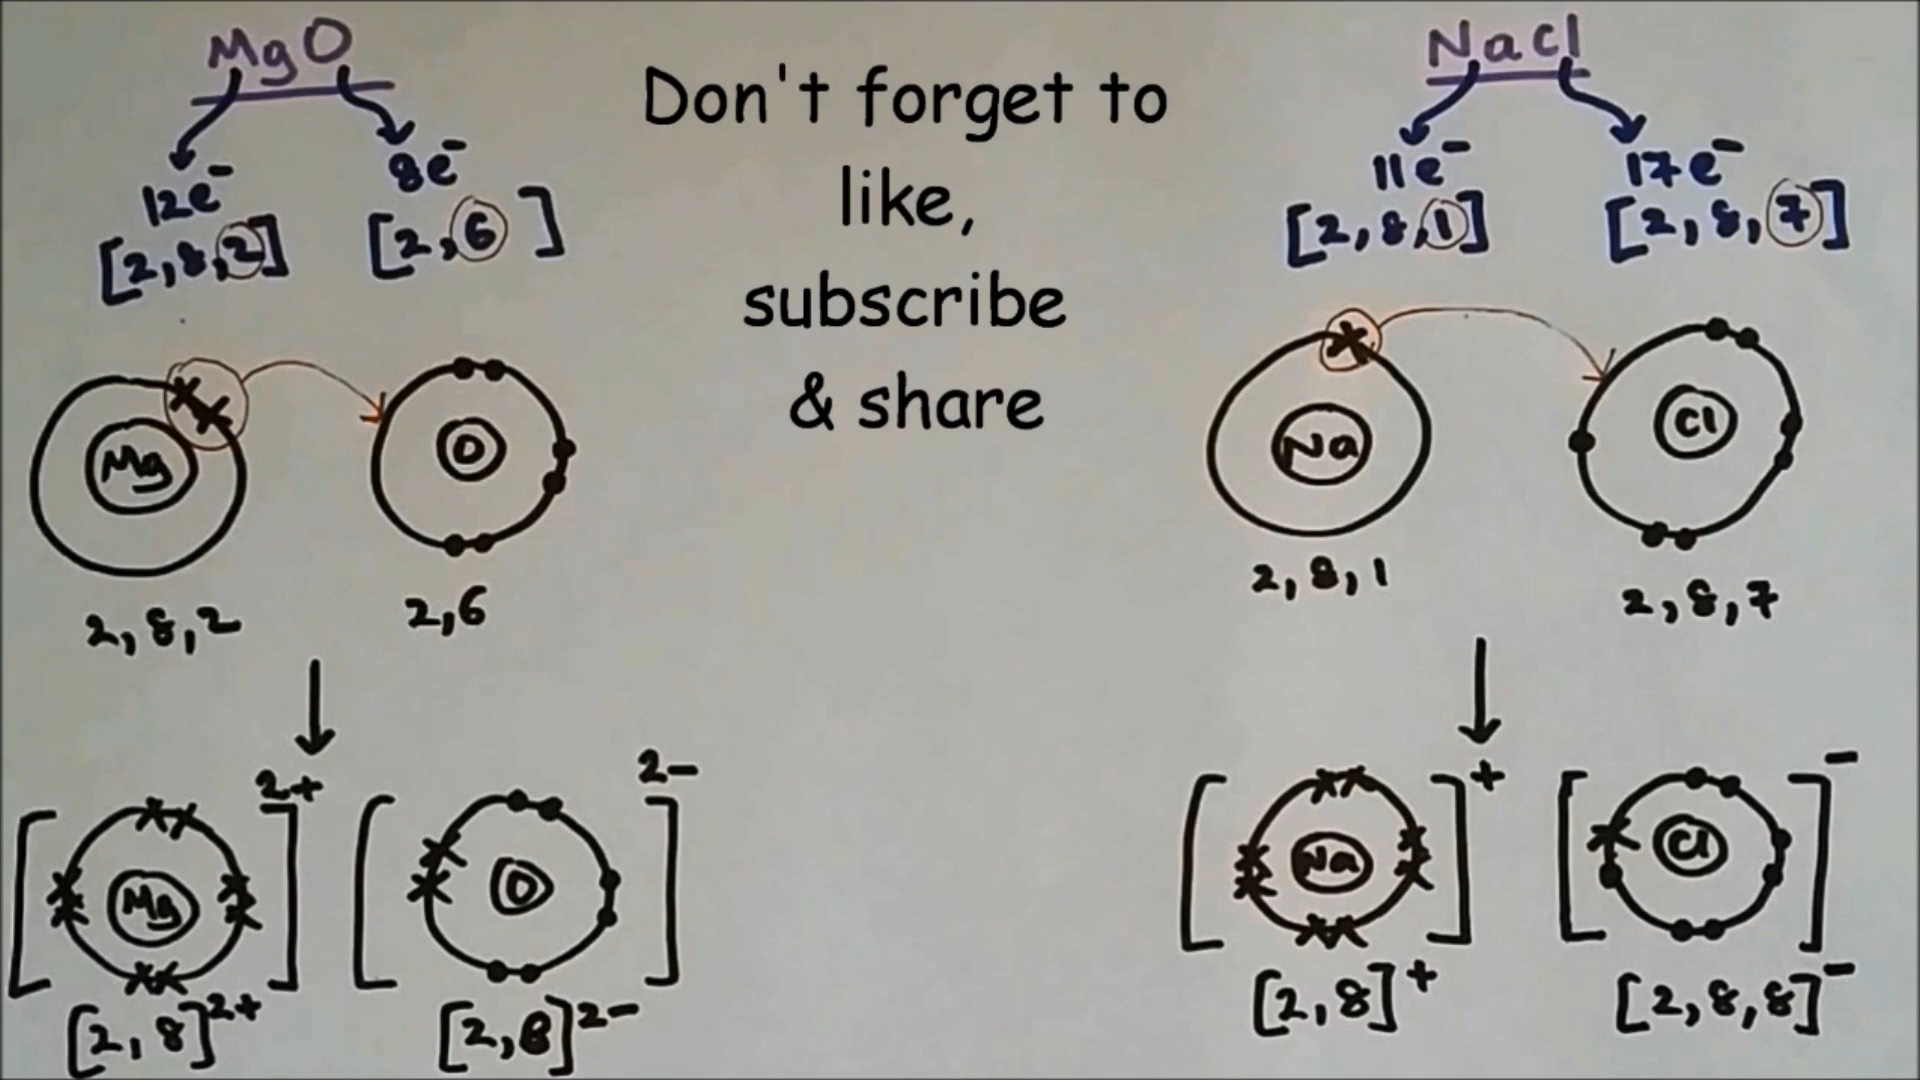 MgO
12e⁻
[2,8,2]
8e⁻
[2,6]
Mg
O
2,8,2
2,6
[Mg]2+
[O]2-
[2,8]2+
[2,8]2-
Don't forget to
like,
subscribe
& share
NaCl
11e⁻
[2,8,1]
17e⁻
[2,8,7]
Na
Cl
2,8,1
2,8,7
[Na]+
[Cl]-
[2,8]+
[2,8,8]-